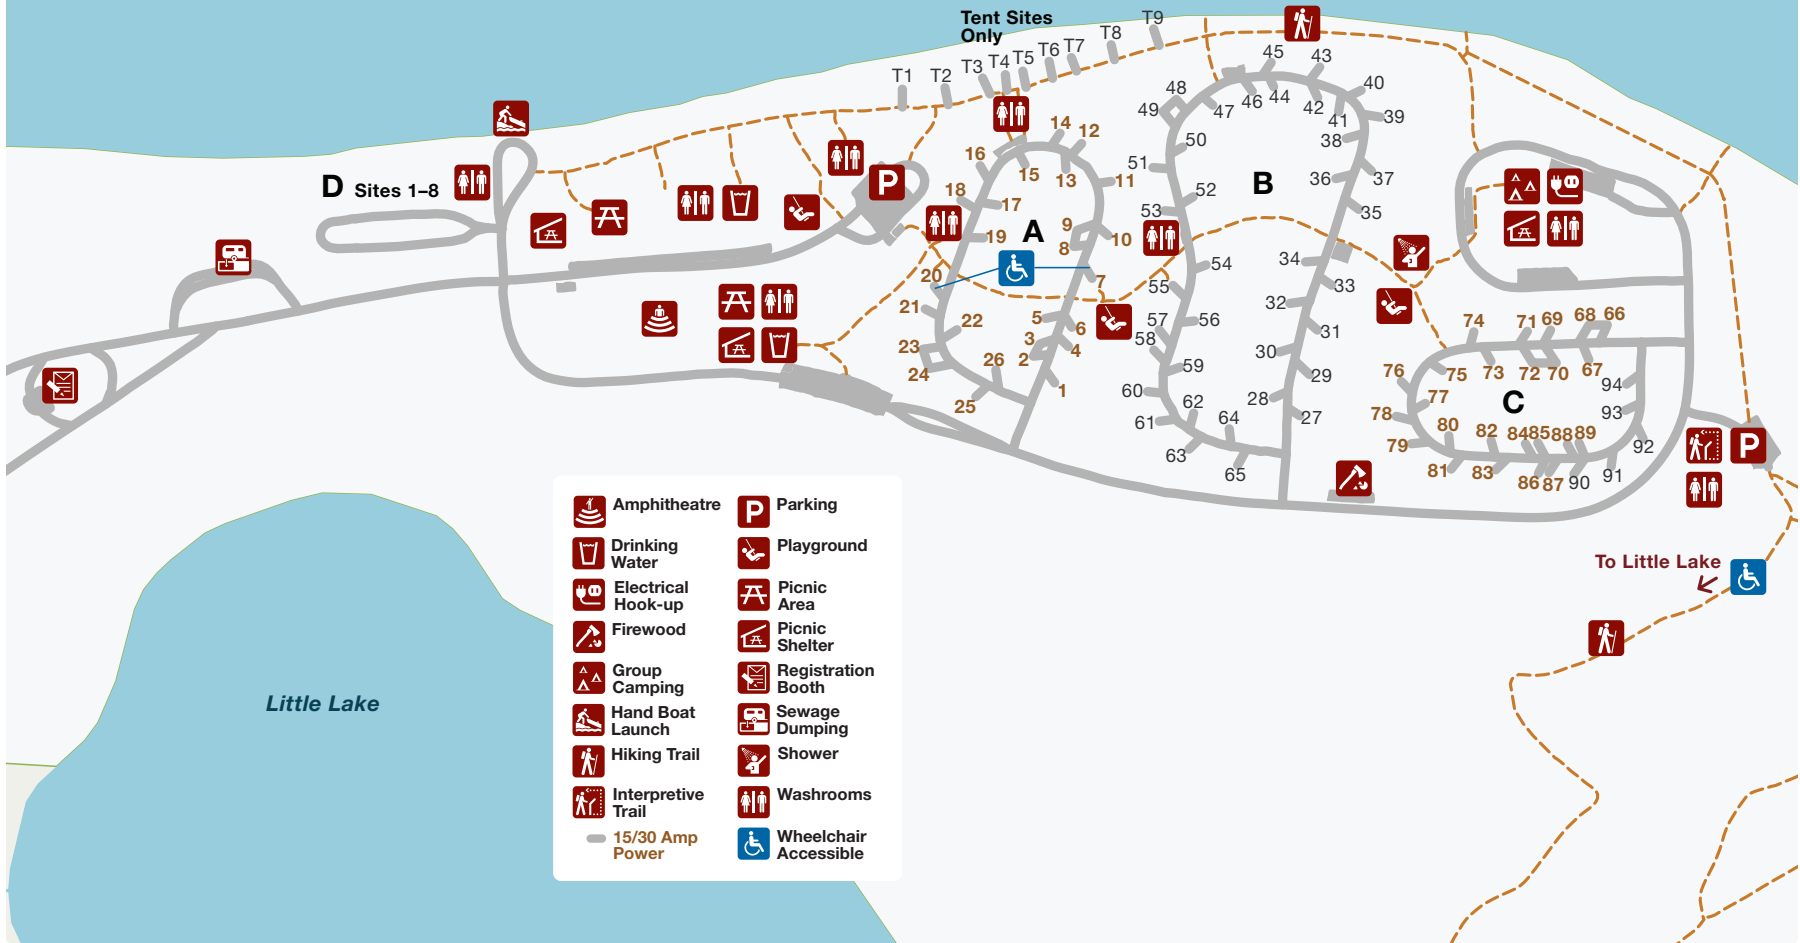 Tent Sites
Only
T1
T2
T3
T4
T5
T6
T7
T8
T9
45
43
48
46
44
40
49
47
42
41
39
38
14
12
50
16
15
13
11
51
36
37
18
17
52
53
35
9
10
8
19
A
B
D Sites 1–8
P
20
7
54
34
33
55
21
22
5
6
57
56
32
31
58
3
4
23
2
30
24
26
59
29
1
60
28
25
62
27
61
64
63
65
74
71
69
68
66
76
75
73
72
70
67
94
77
C
93
78
80
82
84
85
88
89
79
92
81
83
86
87
90
91
P
To Little Lake
Little Lake
Amphitheatre
P
Parking
Drinking
Water
Playground
Electrical
Hook-up
Picnic
Area
Firewood
Picnic
Shelter
Group
Camping
Registration
Booth
Hand Boat
Launch
Sewage
Dumping
Hiking Trail
Shower
Interpretive
Trail
Washrooms
15/30 Amp
Power
Wheelchair
Accessible